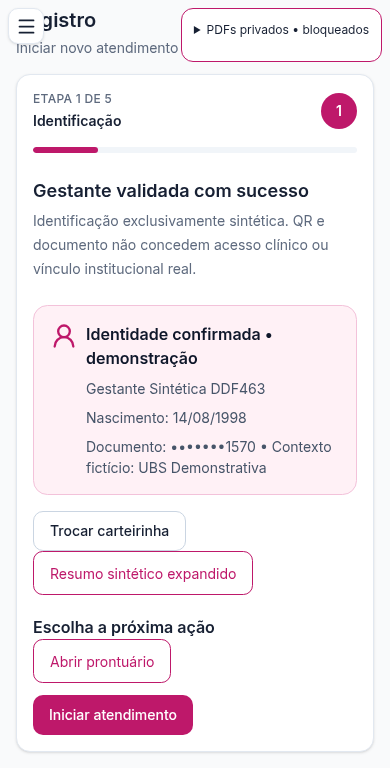 gistro
Iniciar novo atendimento
▶ PDFs privados • bloqueados
ETAPA 1 DE 5
Identificação
1
Gestante validada com sucesso
Identificação exclusivamente sintética. QR e
documento não concedem acesso clínico ou
vínculo institucional real.
Identidade confirmada •
demonstração
Gestante Sintética DDF463
Nascimento: 14/08/1998
Documento: •••••••1570 • Contexto
fictício: UBS Demonstrativa
Trocar carteirinha
Resumo sintético expandido
Escolha a próxima ação
Abrir prontuário
Iniciar atendimento